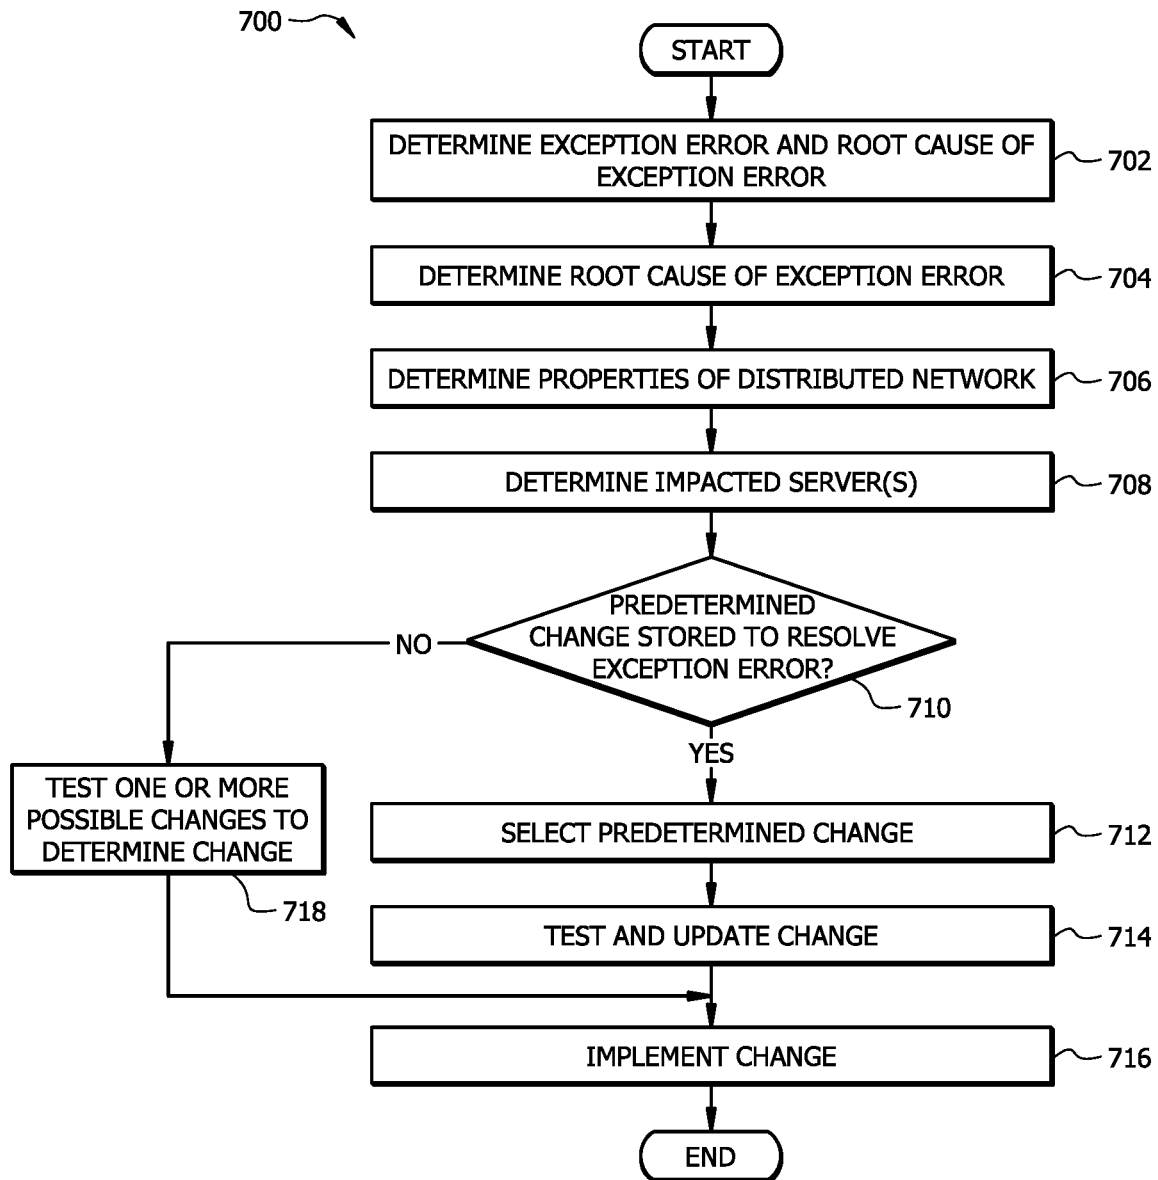 700
START
DETERMINE EXCEPTION ERROR AND ROOT CAUSE OF
EXCEPTION ERROR
702
DETERMINE ROOT CAUSE OF EXCEPTION ERROR
704
DETERMINE PROPERTIES OF DISTRIBUTED NETWORK
706
DETERMINE IMPACTED SERVER(S)
708
PREDETERMINED
CHANGE STORED TO RESOLVE
EXCEPTION ERROR?
710
NO
YES
TEST ONE OR MORE
POSSIBLE CHANGES TO
DETERMINE CHANGE
718
SELECT PREDETERMINED CHANGE
712
TEST AND UPDATE CHANGE
714
IMPLEMENT CHANGE
716
END